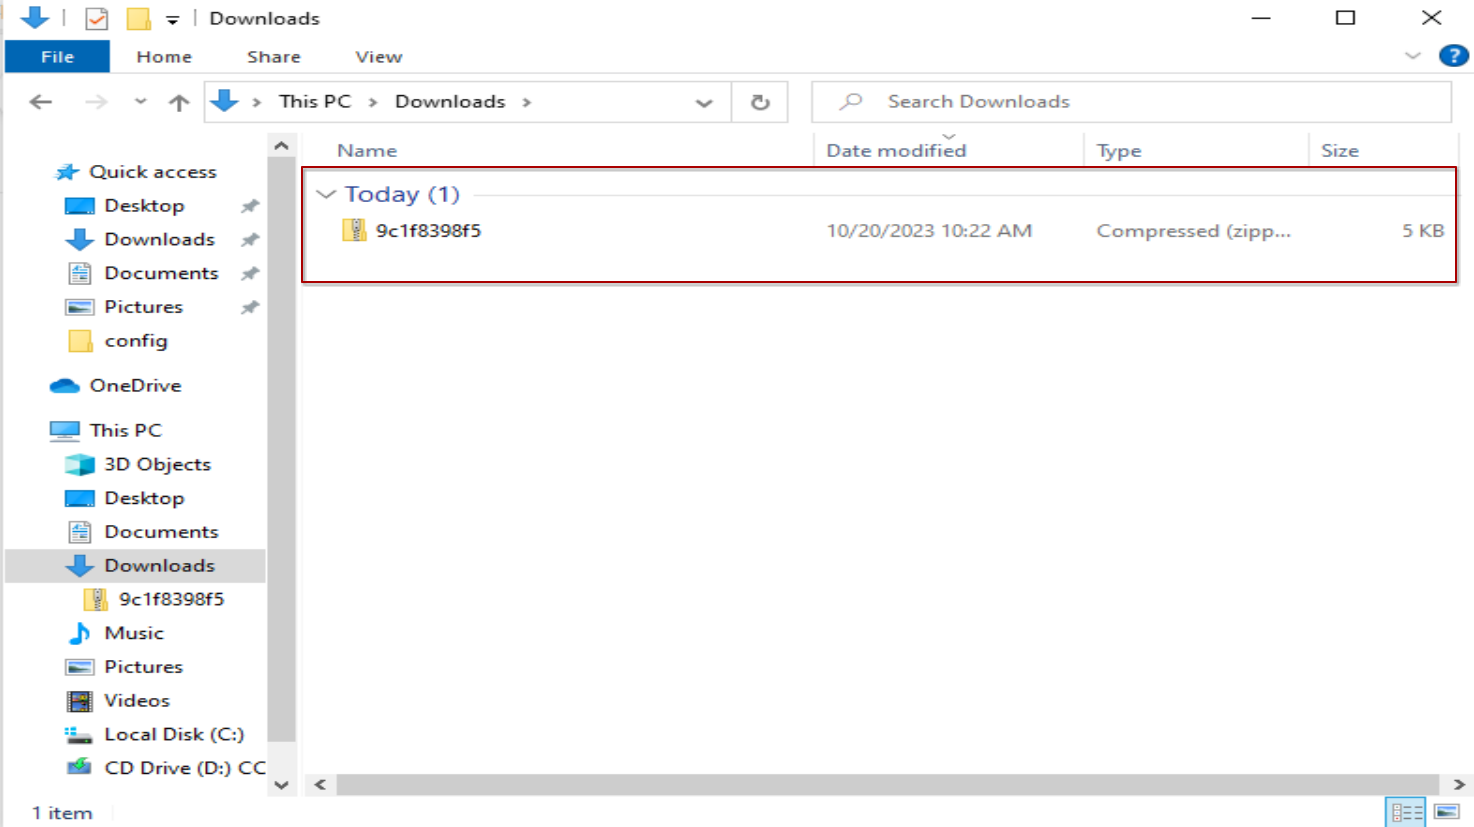 Downloads
File Home Share View
This PC > Downloads >
Search Downloads
Name Date modified Type Size
Quick access
Desktop
Downloads
Documents
Pictures
config
OneDrive
This PC
3D Objects
Desktop
Documents
Downloads
9c1f8398f5
Music
Pictures
Videos
Local Disk (C:)
CD Drive (D:) CC
Today (1)
9c1f8398f5 10/20/2023 10:22 AM Compressed (zipp... 5 KB
1 item